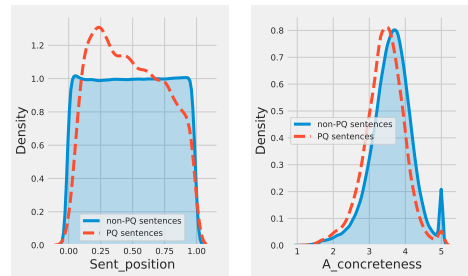 Density
1.2
1.0
0.8
0.6
0.4
0.2
0.0
non-PQ sentences
PQ sentences
0.00 0.25 0.50 0.75 1.00
Sent_position
Density
0.8
0.7
0.6
0.5
0.4
0.3
0.2
0.1
0.0
non-PQ sentences
PQ sentences
1 2 3 4 5
A_concreteness